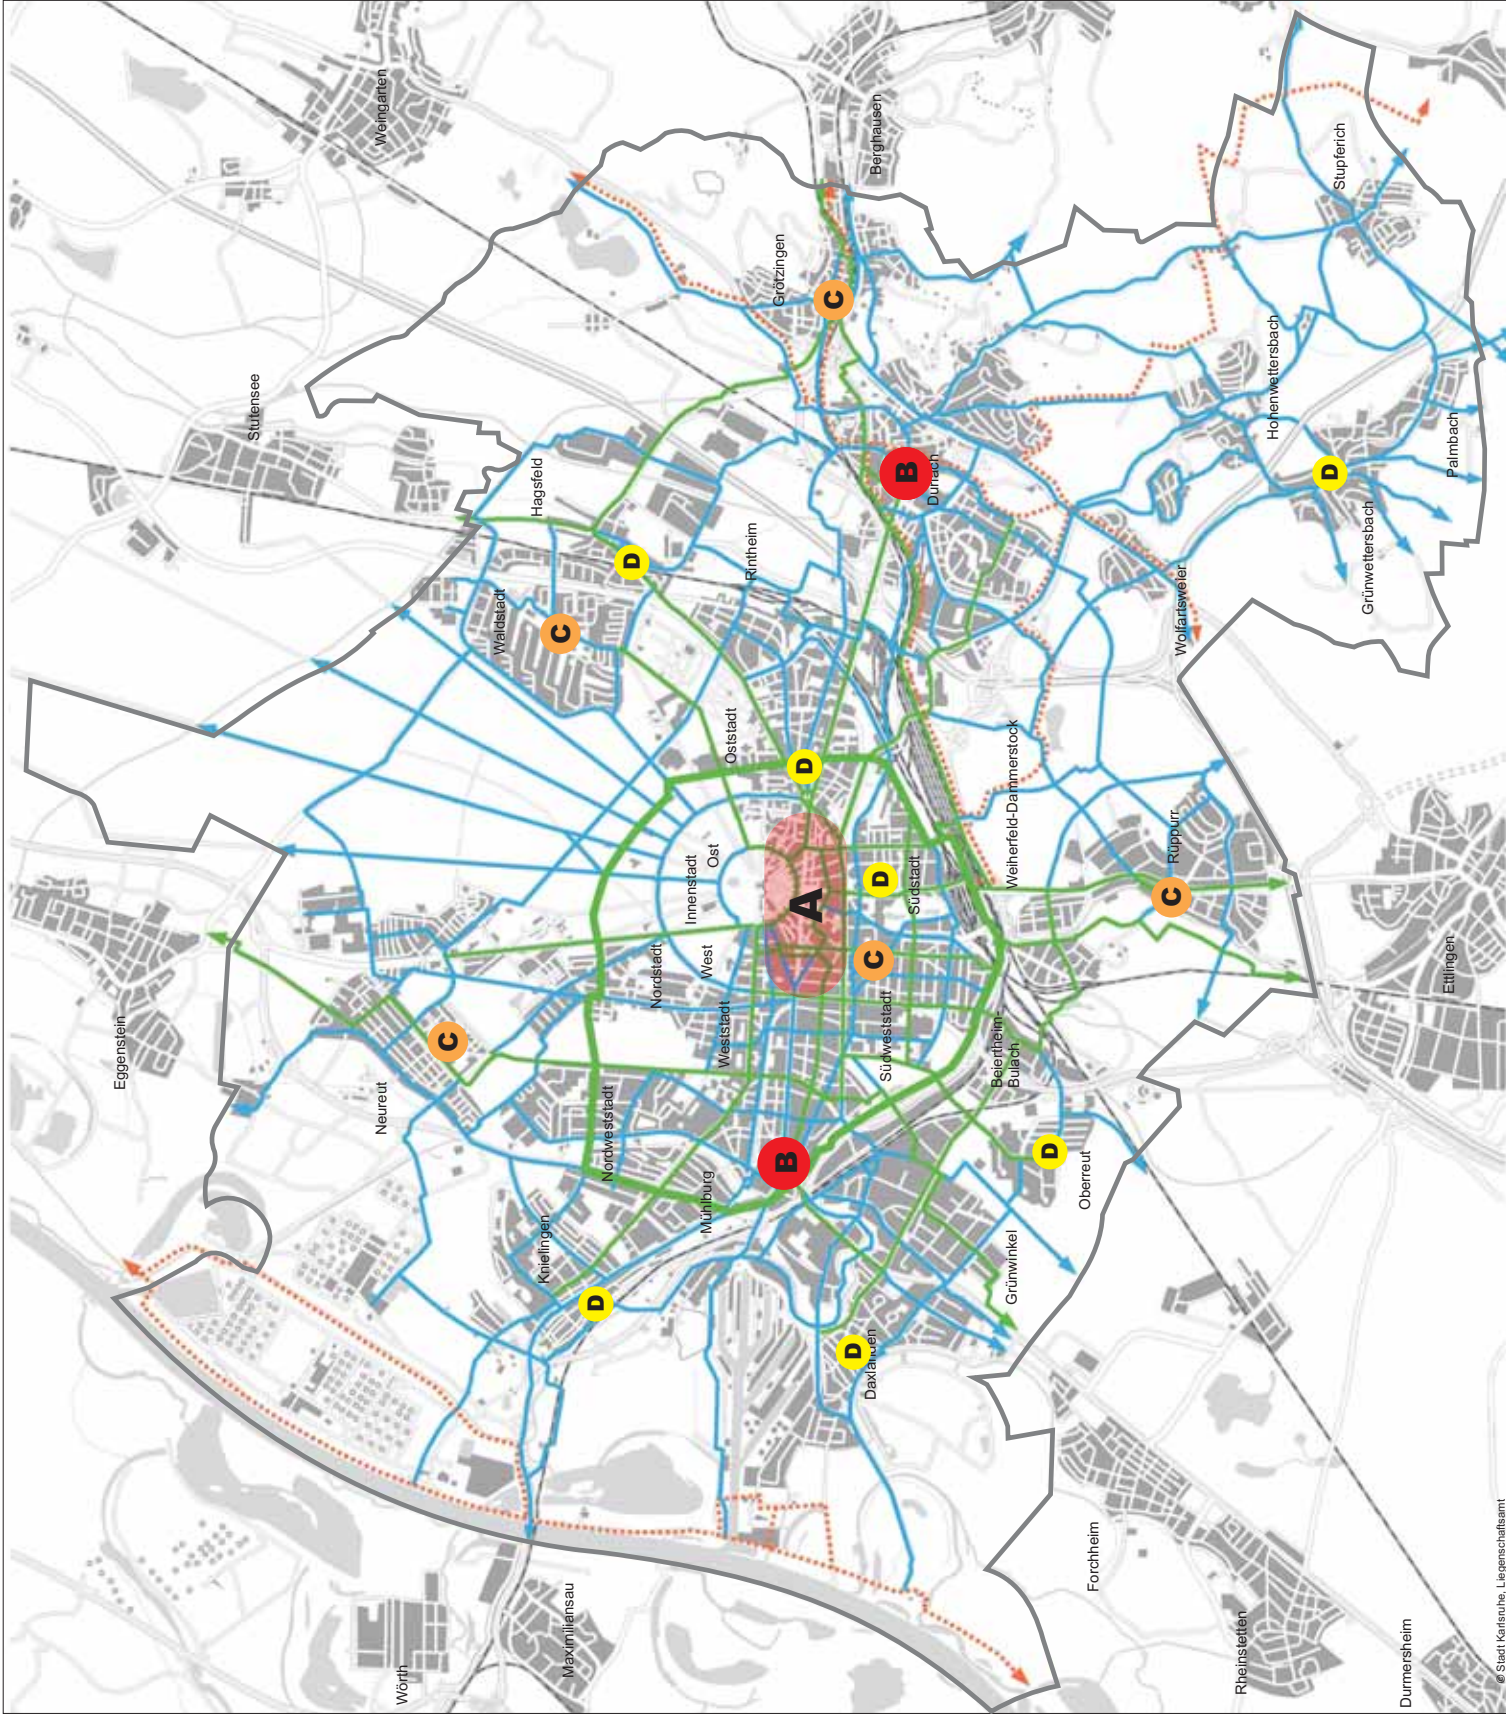 Eggenstein
Stutensee
Neureut
Weingarten
Wörth
C
Waldstadt
Hagsfeld
Knielingen
C
Maximiliansau
D
Nordweststadt
D
Nordstadt
Innenstadt
West
Ost
Mühlburg
Weststadt
Oststadt
Rintheim
Grötzingen
B
D
A
C
D
Daxlanden
C
Berghausen
D
Südweststadt
B
Südstadt
Durlach
Beiertheim-
Bulach
Grünwinkel
Weiherfeld-Dammerstock
D
Oberreut
Forchheim
C
Rüppurr
Wolfartsweier
Rheinstetten
Hohenwettersbach
D
Stupferich
Grünwettersbach
Durmersheim
Ettlingen
Palmbach
© Stadt Karlsruhe, Liegenschaftsamt